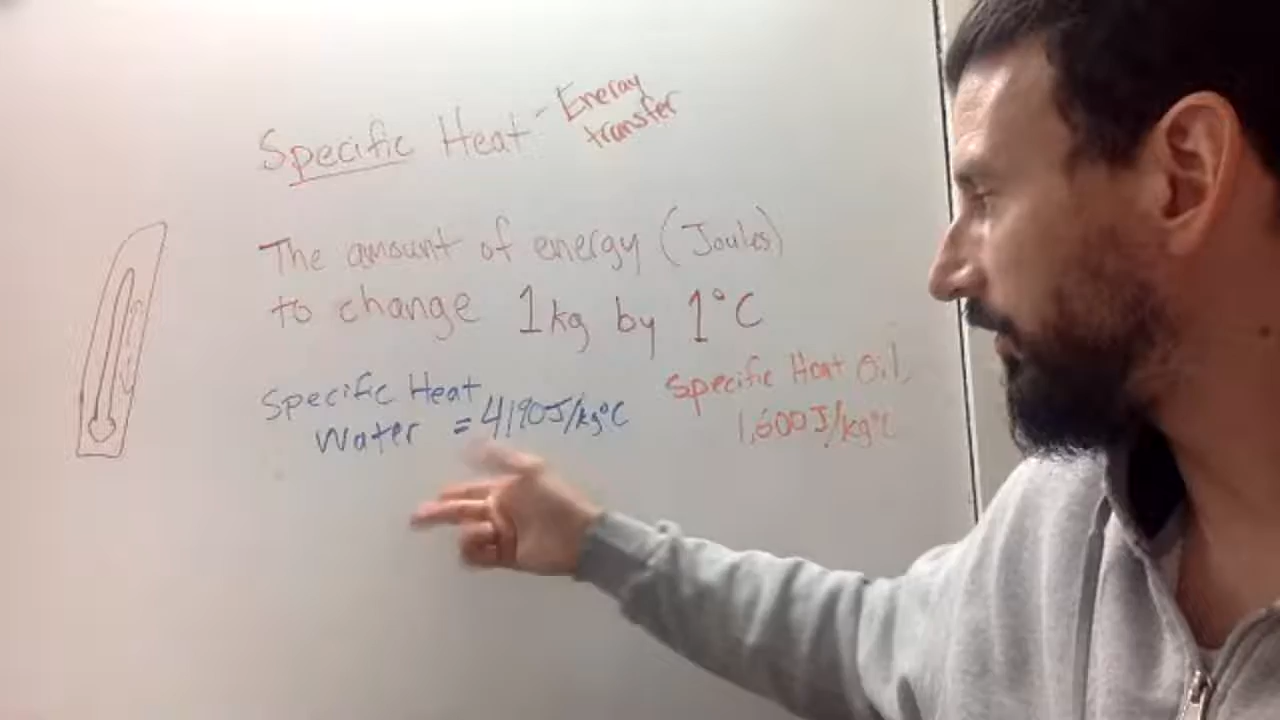 Specific Heat - Energy
transfer
The amount of energy (Joules)
to change 1kg by 1°C
Specific Heat
Water = 4190J/kg°C
Specific Heat Oil,
1,600J/kg°C